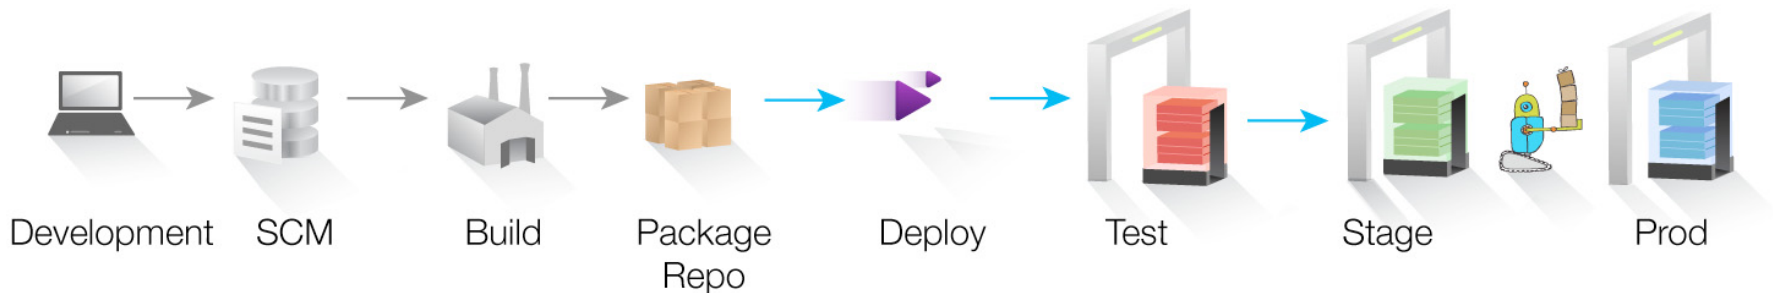 Development
SCM
Build
Package
Repo
Deploy
Test
Stage
Prod